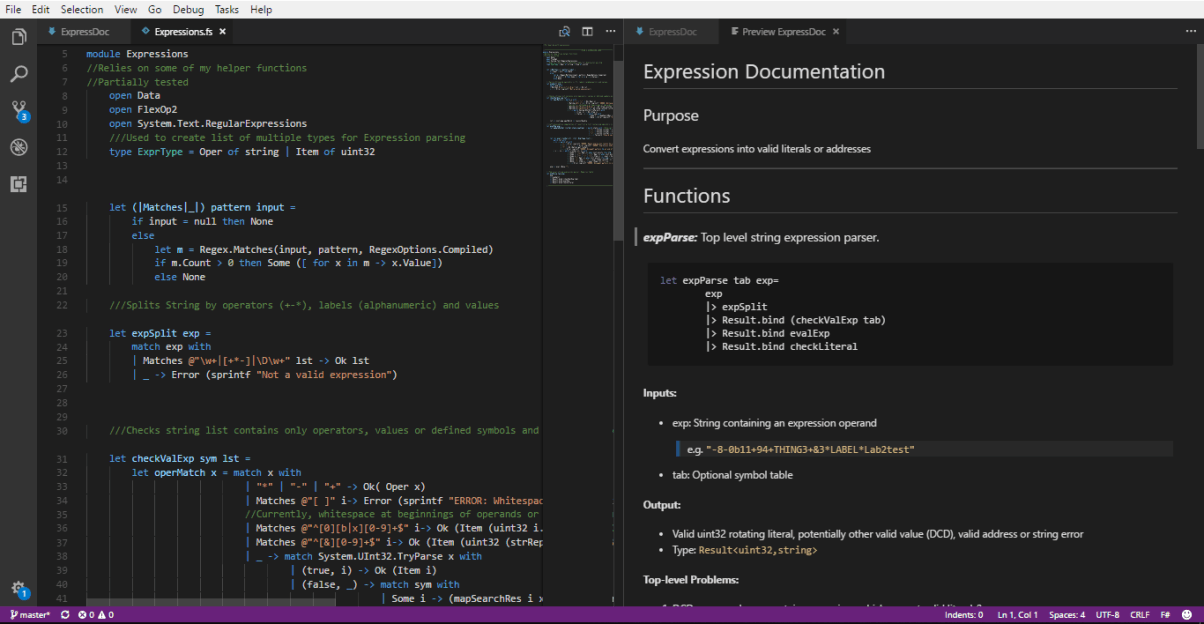 File Edit Selection View Go Debug Tasks Help
ExpressDoc Expressions.fs × ...
ExpressDoc Preview ExpressDoc × ...
5 module Expressions
6 //Relies on some of my helper functions
7 //Partially tested
8 open Data
9 open FlexOp2
10 open System.Text.RegularExpressions
11 ///Used to create list of multiple types for Expression parsing
12 type ExprType = Oper of string | Item of uint32
13
14
15 let (|Matches|_|) pattern input =
16 if input = null then None
17 else
18 let m = Regex.Matches(input, pattern, RegexOptions.Compiled)
19 if m.Count > 0 then Some ([ for x in m -> x.Value])
20 else None
21
22 ///Splits String by operators (+-*), labels (alphanumeric) and values
23 let expSplit exp =
24 match exp with
25 | Matches @"\w+|[+*-]|\D\w+" lst -> Ok lst
26 | _ -> Error (sprintf "Not a valid expression")
27
28
29
30 ///Checks string list contains only operators, values or defined symbols and
31 let checkValExp sym lst =
32 let operMatch x = match x with
33 | "*" | "-" | "+" -> Ok( Oper x)
34 | Matches @"[ ]" i-> Error (sprintf "ERROR: Whitespac
35 //Currently, whitespace at beginnings of operands or
36 | Matches @"^[0][b|x][0-9]+$" i-> Ok (Item (uint32 i.
37 | Matches @"^[&][0-9]+$" i-> Ok (Item (uint32 (strRep
38 | _ -> match System.UInt32.TryParse x with
39 | (true, i) -> Ok (Item i)
40 | (false, _) -> match sym with
41 | Some i -> (mapSearchRes i x
Expression Documentation
Purpose
Convert expressions into valid literals or addresses
Functions
expParse: Top level string expression parser.
let expParse tab exp=
exp
|> expSplit
|> Result.bind (checkValExp tab)
|> Result.bind evalExp
|> Result.bind checkLiteral
Inputs:
• exp: String containing an expression operand
e.g. "-8-0b11+94+THING3+&3*LABEL*Lab2test"
• tab: Optional symbol table
Output:
• Valid uint32 rotating literal, potentially other valid value (DCD), valid address or string error
• Type: Result<uint32,string>
Top-level Problems:
3
1
master* 0 0 Indents: 0 Ln 1, Col 1 Spaces: 4 UTF-8 CRLF F#